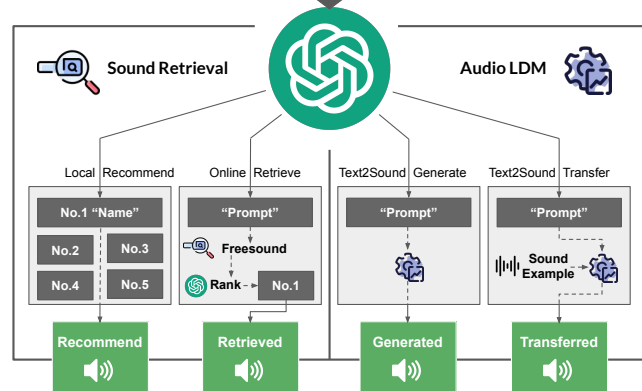 Sound Retrieval
Audio LDM
Local Recommend
Online Retrieve
Text2Sound Generate
Text2Sound Transfer
No.1 “Name”
No.2
No.3
No.4
No.5
“Prompt”
Freesound
Rank
No.1
“Prompt”
“Prompt”
Sound
Example
Recommend
Retrieved
Generated
Transferred